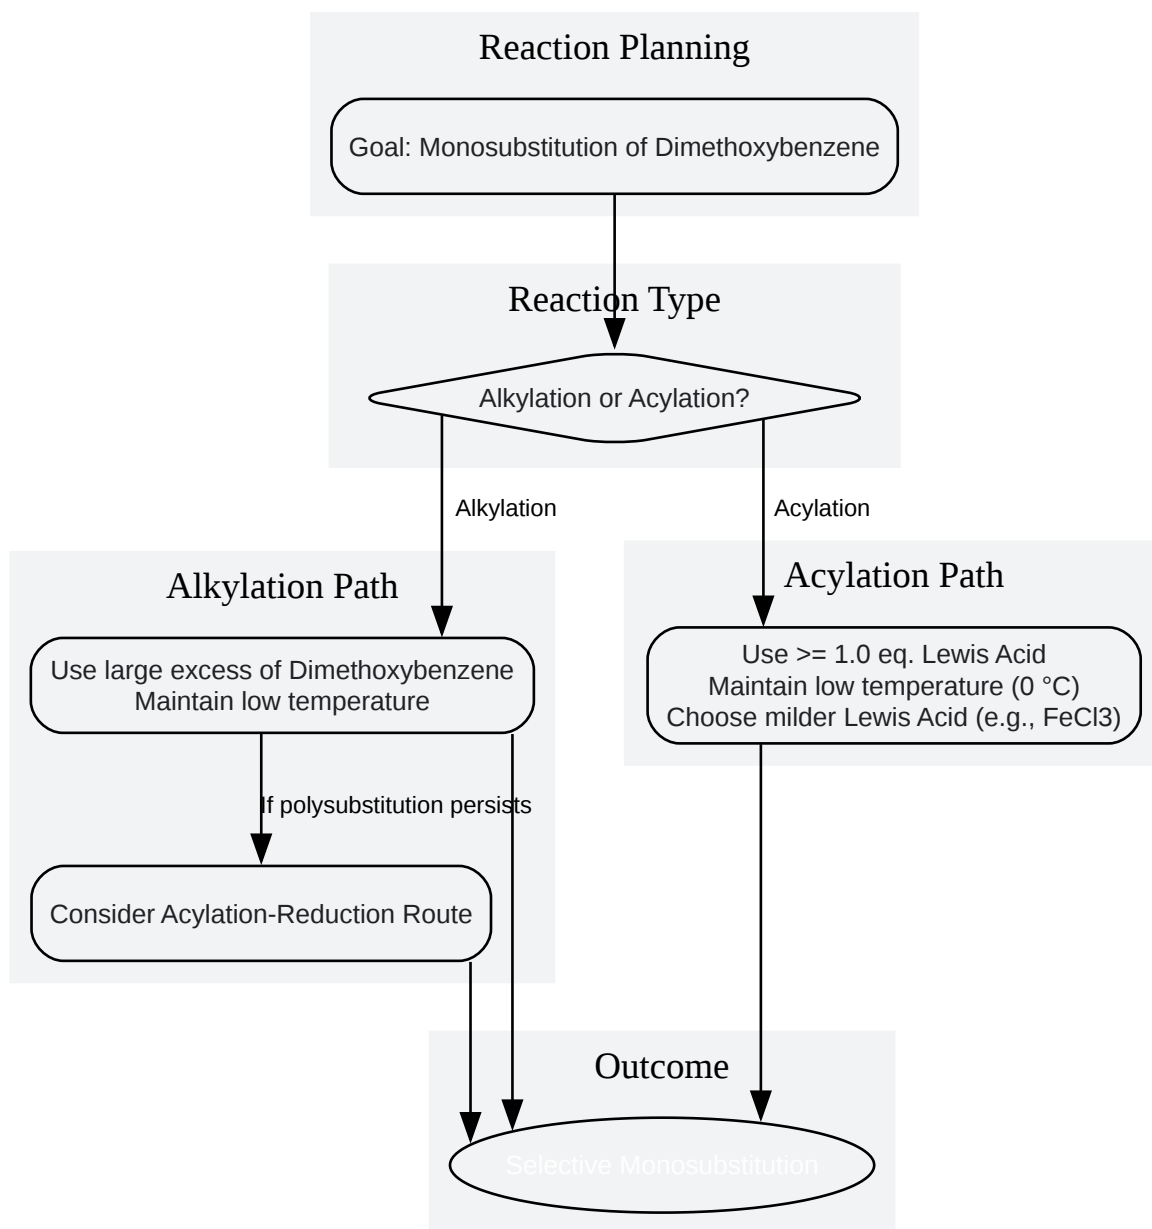 Reaction Planning
Goal: Monosubstitution of Dimethoxybenzene
Reaction Type
Alkylation or Acylation?
Alkylation
Acylation
Alkylation Path
Use large excess of Dimethoxybenzene
Maintain low temperature
If polysubstitution persists
Consider Acylation-Reduction Route
Acylation Path
Use >= 1.0 eq. Lewis Acid
Maintain low temperature (0 °C)
Choose milder Lewis Acid (e.g., FeCl3)
Outcome
Selective Monosubstitution